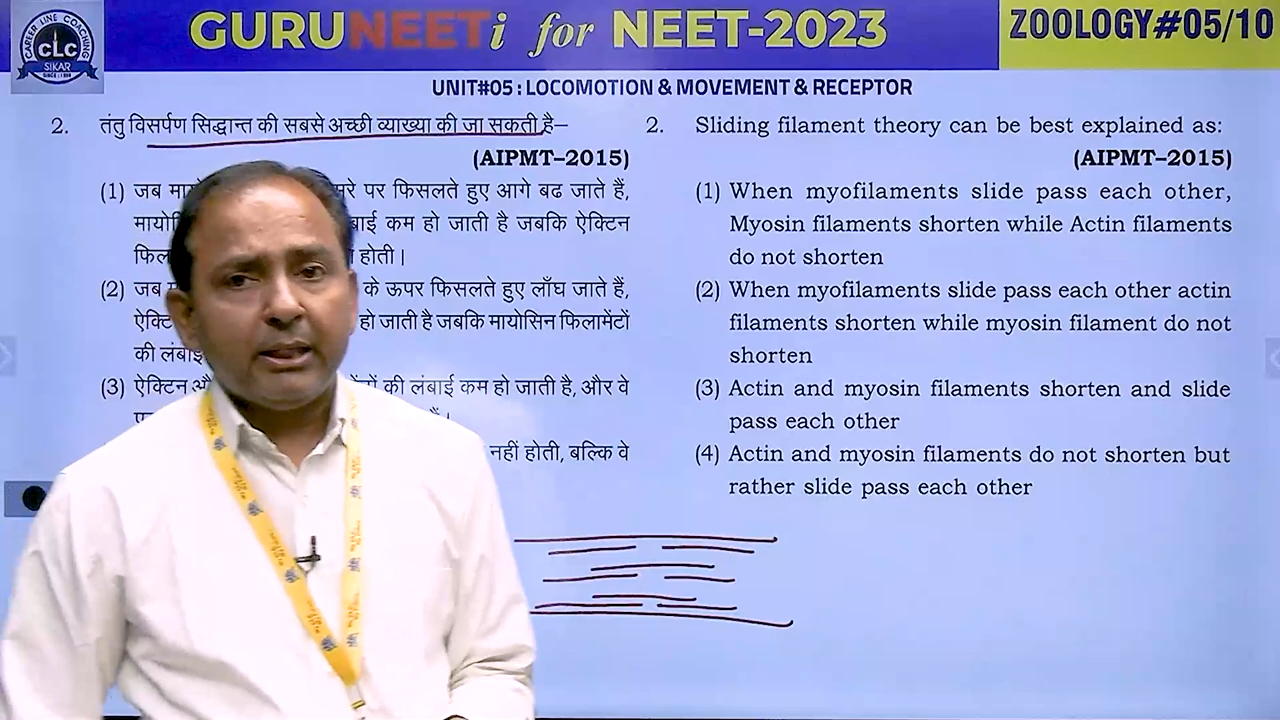 CAREER LINE COACHING
CLC
SIKAR
SINCE : 1996
GURUNEETi for NEET-2023
ZOOLOGY#05/10
UNIT#05 : LOCOMOTION & MOVEMENT & RECEPTOR
2. तंतु विसर्पण सिद्धान्त की सबसे अच्छी व्याख्या की जा सकती है–
(AIPMT–2015)
(1) जब पर फिसलते हुए आगे बढ जाते हैं,
कम हो जाती है जबकि ऐक्टिन
होती।
(2) जब के ऊपर फिसलते हुए लाँघ जाते हैं,
हो जाती है जबकि मायोसिन फिलामेंटों
की
(3) ऐक्टिन की लंबाई कम हो जाती है, और वे
नहीं होती, बल्कि वे
2. Sliding filament theory can be best explained as:
(AIPMT–2015)
(1) When myofilaments slide pass each other,
Myosin filaments shorten while Actin filaments
do not shorten
(2) When myofilaments slide pass each other actin
filaments shorten while myosin filament do not
shorten
(3) Actin and myosin filaments shorten and slide
pass each other
(4) Actin and myosin filaments do not shorten but
rather slide pass each other